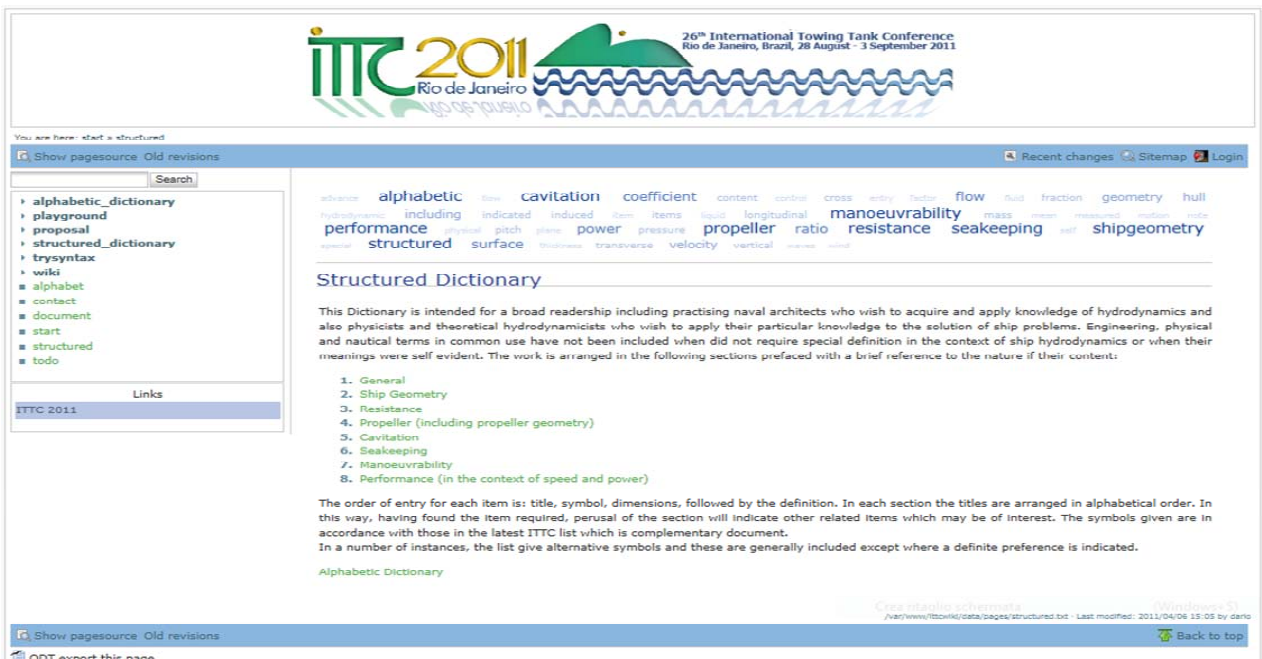 iTTC 2011
Rio de Janeiro
26th International Towing Tank Conference
Rio de Janeiro, Brazil, 28 August - 3 September 2011
You are here: start » structured
Show pagesource Old revisions
Recent changes Sitemap Login
Search
alphabetic_dictionary
playground
proposal
structured_dictionary
trysyntax
wiki
alphabet
contact
document
start
structured
todo
Links
ITTC 2011
advance alphabetic flow cavitation coefficient content control cross entry factor flow fluid fraction geometry hull
hydrodynamic including indicated induced item items liquid longitudinal manoeuvrability mass mean measured motion note
performance physical pitch plane power pressure propeller ratio resistance seakeeping self shipgeometry
special structured surface thickness transverse velocity vertical waves wind
Structured Dictionary
This Dictionary is intended for a broad readership including practising naval architects who wish to acquire and apply knowledge of hydrodynamics and
also physicists and theoretical hydrodynamicists who wish to apply their particular knowledge to the solution of ship problems. Engineering, physical
and nautical terms in common use have not been included when did not require special definition in the context of ship hydrodynamics or when their
meanings were self evident. The work is arranged in the following sections prefaced with a brief reference to the nature if their content:
1. General
2. Ship Geometry
3. Resistance
4. Propeller (including propeller geometry)
5. Cavitation
6. Seakeeping
7. Manoeuvrability
8. Performance (in the context of speed and power)
The order of entry for each item is: title, symbol, dimensions, followed by the definition. In each section the titles are arranged in alphabetical order. In
this way, having found the item required, perusal of the section will indicate other related items which may be of interest. The symbols given are in
accordance with those in the latest ITTC list which is complementary document.
In a number of instances, the list give alternative symbols and these are generally included except where a definite preference is indicated.
Alphabetic Dictionary
Crea ritaglio schermata (Windows+S)
/var/www/ittcwiki/data/pages/structured.txt · Last modified: 2011/04/06 15:05 by dario
Show pagesource Old revisions
Back to top
ODT export this page